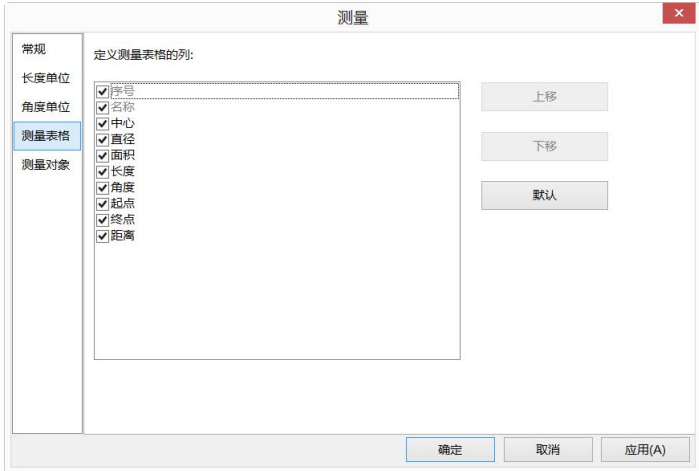 测量
常规
长度单位
角度单位
测量表格
测量对象
定义测量表格的列:
序号
名称
中心
直径
面积
长度
角度
起点
终点
距离
上移
下移
默认
确定
取消
应用(A)